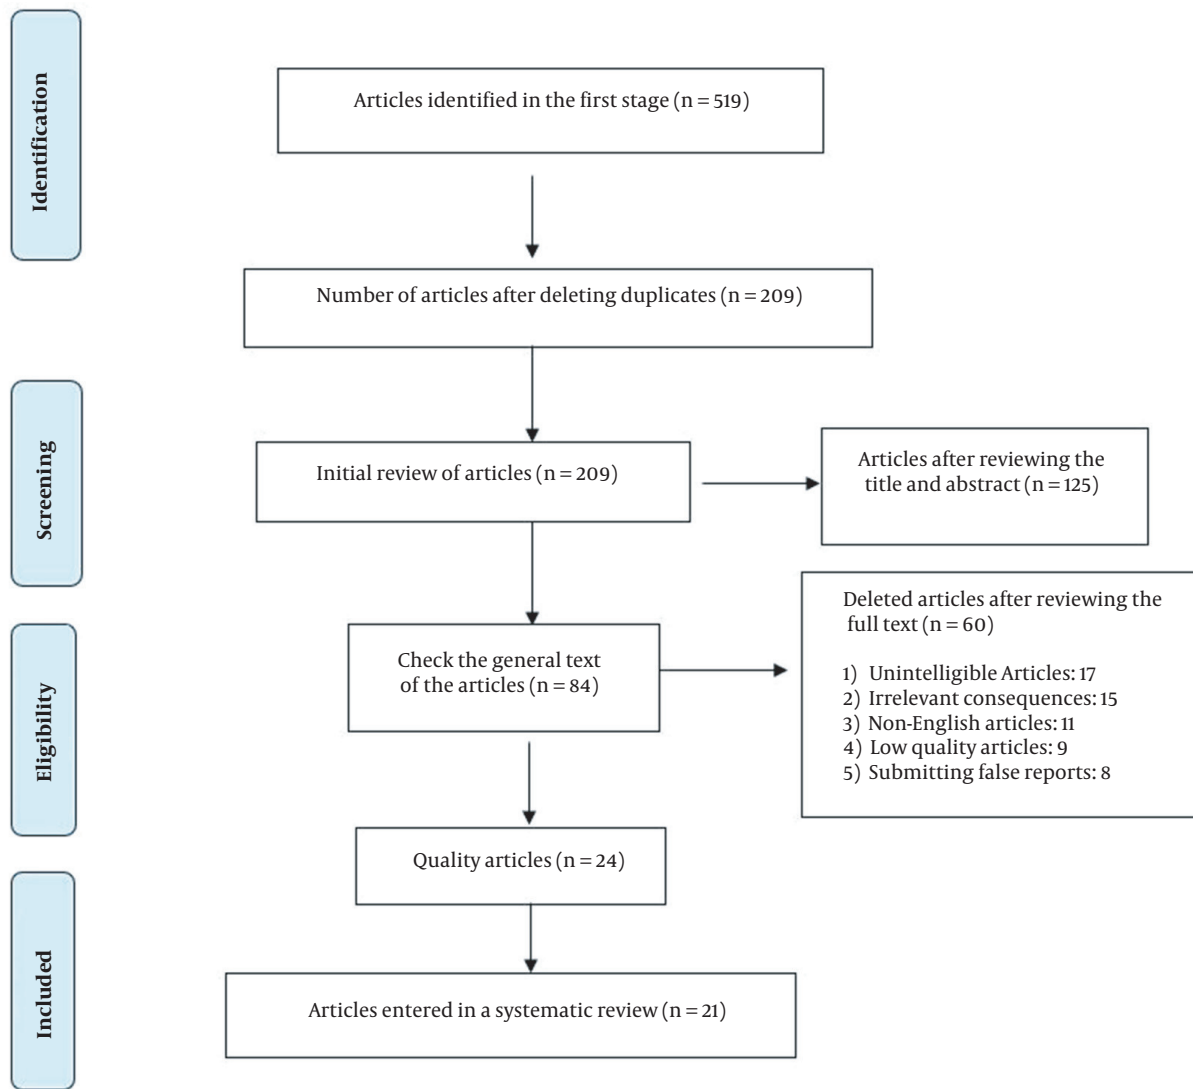 Identification
Articles identified in the first stage (n = 519)
Number of articles after deleting duplicates (n = 209)
Screening
Initial review of articles (n = 209)
Articles after reviewing the
title and abstract (n = 125)
Eligibility
Check the general text
of the articles (n = 84)
Deleted articles after reviewing the
full text (n = 60)
1) Unintelligible Articles: 17
2) Irrelevant consequences: 15
3) Non-English articles: 11
4) Low quality articles: 9
5) Submitting false reports: 8
Quality articles (n = 24)
Included
Articles entered in a systematic review (n = 21)